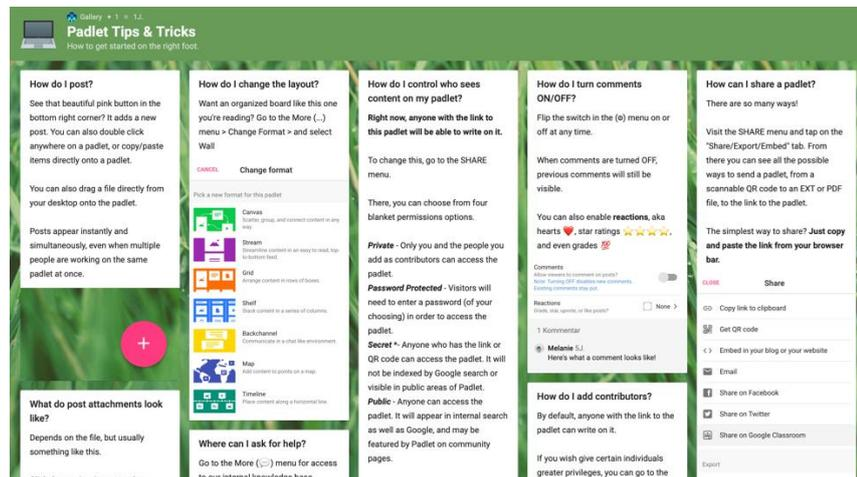 Gallery + 1 1J.
Padlet Tips & Tricks
How to get started on the right foot.
How do I post?
See that beautiful pink button in the
bottom right corner? It adds a new
post. You can also double click
anywhere on a padlet, or copy/paste
items directly onto a padlet.
You can also drag a file directly from
your desktop onto the padlet.
Posts appear instantly and
simultaneously, even when multiple
people are working on the same
padlet at once.
+
What do post attachments look
like?
Depends on the file, but usually
something like this.
How do I change the layout?
Want an organized board like this one
you're reading? Go to the More (...)
menu > Change Format > and select
Wall
CANCEL Change format
Pick a new format for this padlet
Canvas
Scatter, group, and connect content in any
way.
Stream
Streamline content in an easy to read, top-
to-bottom feed.
Grid
Arrange content in rows of boxes.
Shelf
Stack content in a series of columns.
Backchannel
Communicate in a chat like environment.
Map
Add content to points on a map.
Timeline
Place content along a horizontal line.
Where can I ask for help?
Go to the More (💬) menu for access
How do I control who sees
content on my padlet?
Right now, anyone with the link to
this padlet will be able to write on it.
To change this, go to the SHARE
menu.
There, you can choose from four
blanket permissions options.
Private - Only you and the people you
add as contributors can access the
padlet.
Password Protected - Visitors will
need to enter a password (of your
choosing) in order to access the
padlet.
Secret *- Anyone who has the link or
QR code can access the padlet. It will
not be indexed by Google search or
visible in public areas of Padlet.
Public - Anyone can access the
padlet. It will appear in internal search
as well as Google, and may be
featured by Padlet on community
pages.
How do I turn comments
ON/OFF?
Flip the switch in the (⚙) menu on or
off at any time.
When comments are turned OFF,
previous comments will still be
visible.
You can also enable reactions, aka
hearts ❤️, star ratings ⭐⭐⭐⭐,
and even grades 💯
Comments
Allow viewers to comment on posts?
Note: Turning OFF disables new comments.
Existing comments stay put.
Reactions
Grade, star, upvote, or like posts?
None >
1 Kommentar
Melanie 5J.
Here's what a comment looks like!
How do I add contributors?
By default, anyone with the link to the
padlet can write on it.
If you wish give certain individuals
greater privileges, you can go to the
How can I share a padlet?
There are so many ways!
Visit the SHARE menu and tap on the
"Share/Export/Embed" tab. From
there you can see all the possible
ways to send a padlet, from a
scannable QR code to an EXT or PDF
file, to the link to the padlet.
The simplest way to share? Just copy
and paste the link from your browser
bar.
CLOSE Share
Copy link to clipboard
Get QR code
Embed in your blog or your website
Email
Share on Facebook
Share on Twitter
Share on Google Classroom
Export